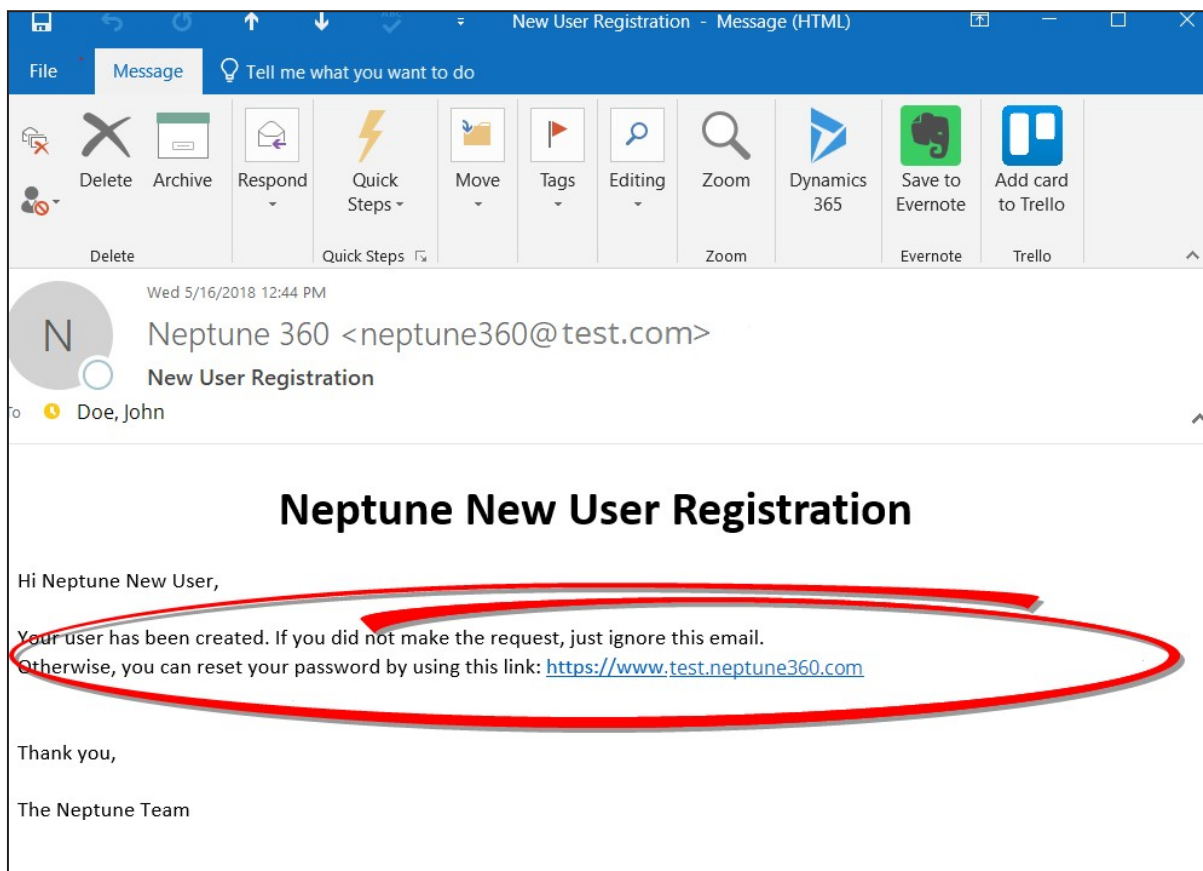 New User Registration - Message (HTML)
File Message Tell me what you want to do
Delete Archive Respond Quick Steps Move Tags Editing Zoom Dynamics 365 Save to Evernote Add card to Trello
Delete Quick Steps Zoom Evernote Trello
Wed 5/16/2018 12:44 PM
N
Neptune 360 <neptune360@test.com>
New User Registration
To Doe, John
Neptune New User Registration
Hi Neptune New User,
Your user has been created. If you did not make the request, just ignore this email.
Otherwise, you can reset your password by using this link: https://www.test.neptune360.com
Thank you,
The Neptune Team